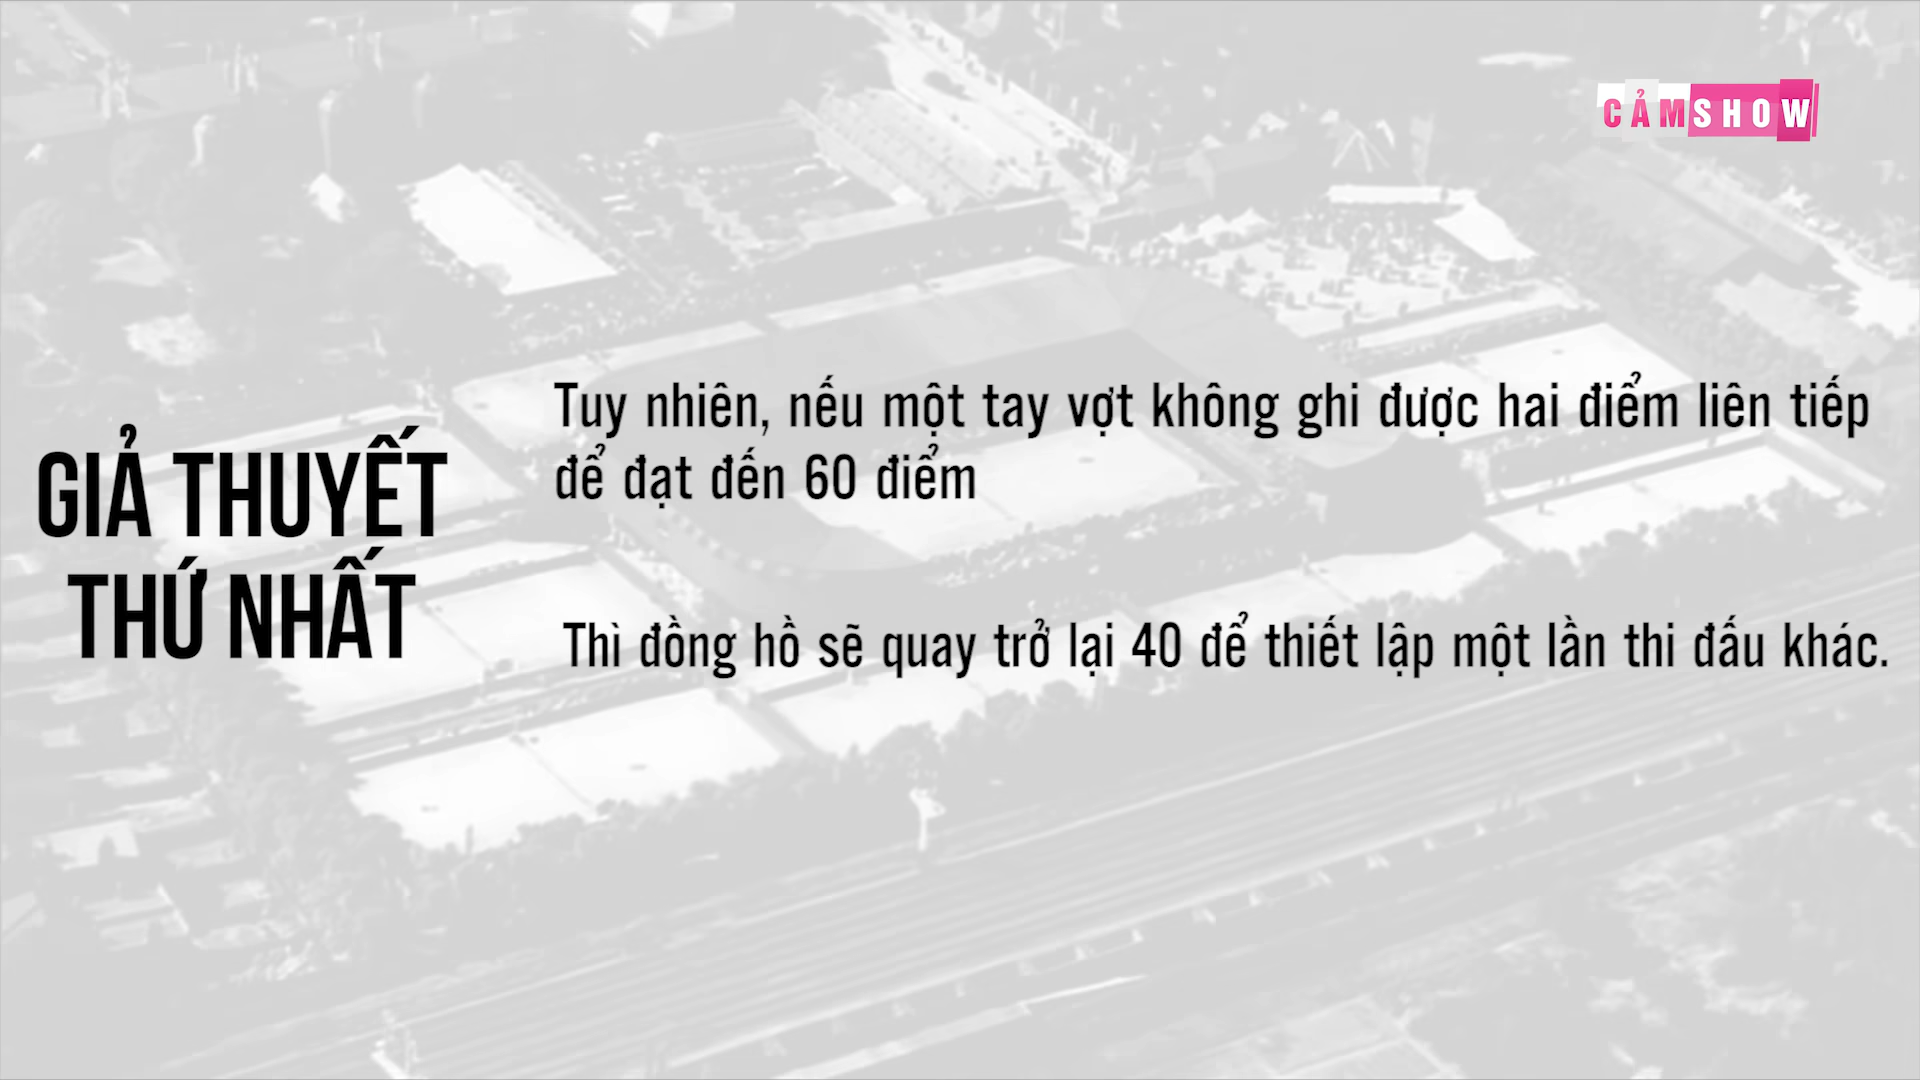 CẢMSHOW
GIẢ THUYẾT
THỨ NHẤT
Tuy nhiên, nếu một tay vợt không ghi được hai điểm liên tiếp
để đạt đến 60 điểm
Thì đồng hồ sẽ quay trở lại 40 để thiết lập một lần thi đấu khác.